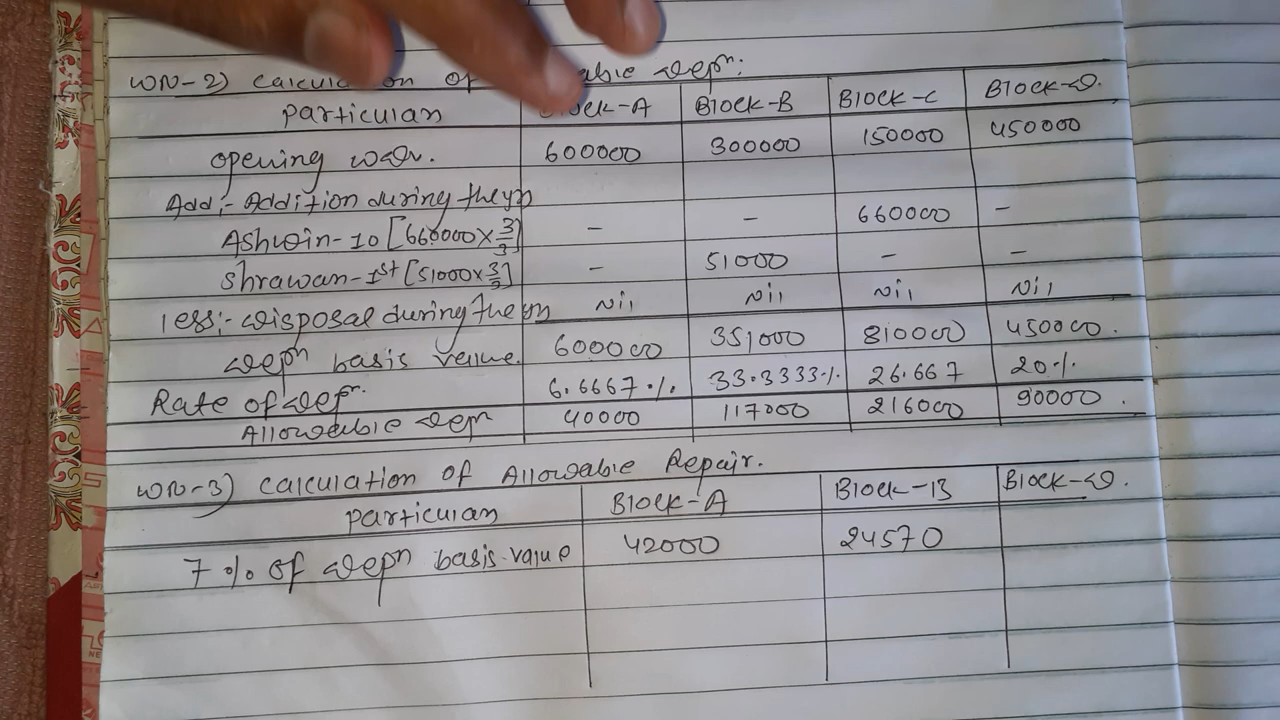 WN-2) Calculation of able Depn:
Particular Block-A Block-B Block-C Block-D.
Opening WDV. 600000 300000 150000 450000
Add:- Addition during the yr
Ashwin-10 [660000×3/3] - - 660000 -
Shrawan-1st [51000×3/3] - 51000 - -
less:- Disposal during the yr Nil Nil Nil Nil
Depn basis value. 600000 351000 810000 450000.
Rate of Depn. 6.6667% 33.3333% 26.667 20%
Allowable Depn 40000 117000 216000 90000.
WN-3) Calculation of Allowable Repair.
Particular Block-A Block-B Block-D.
7% of Depn basis value 42000 24570